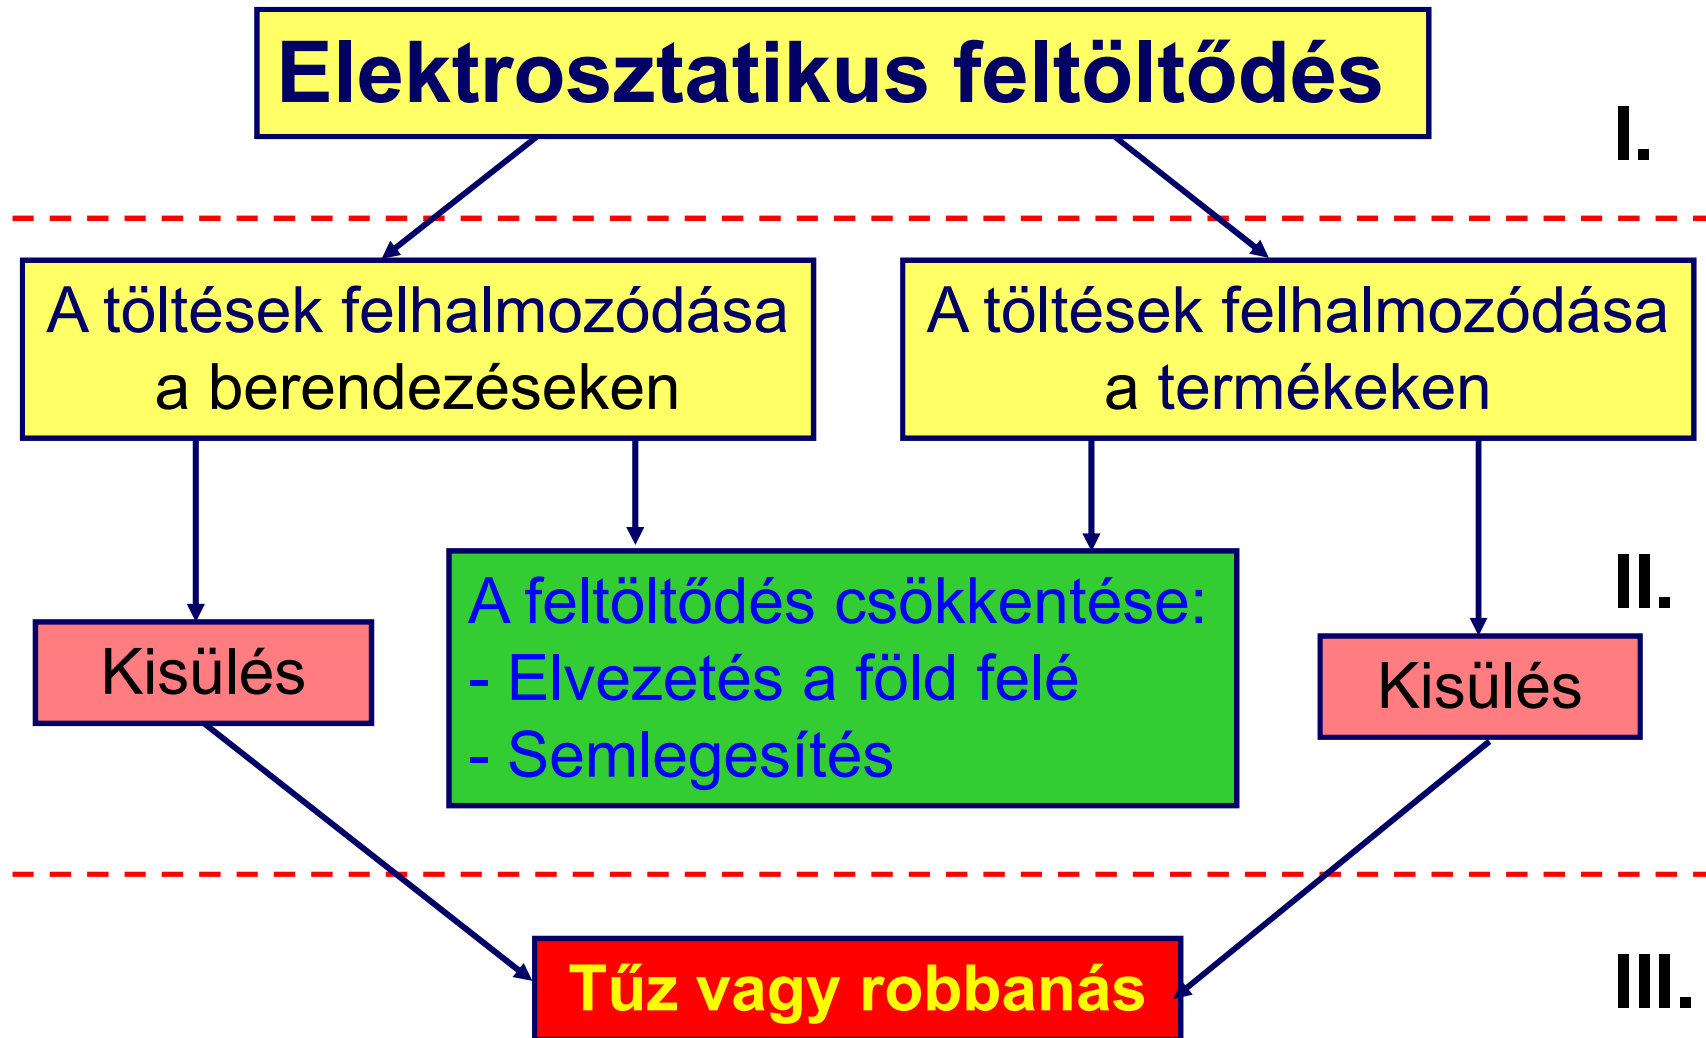 Elektrosztatikus feltöltődés
I.
A töltések felhalmozódása
a berendezéseken
A töltések felhalmozódása
a termékeken
II.
A feltöltődés csökkentése:
- Elvezetés a föld felé
- Semlegesítés
Kisülés
Kisülés
Tűz vagy robbanás
III.